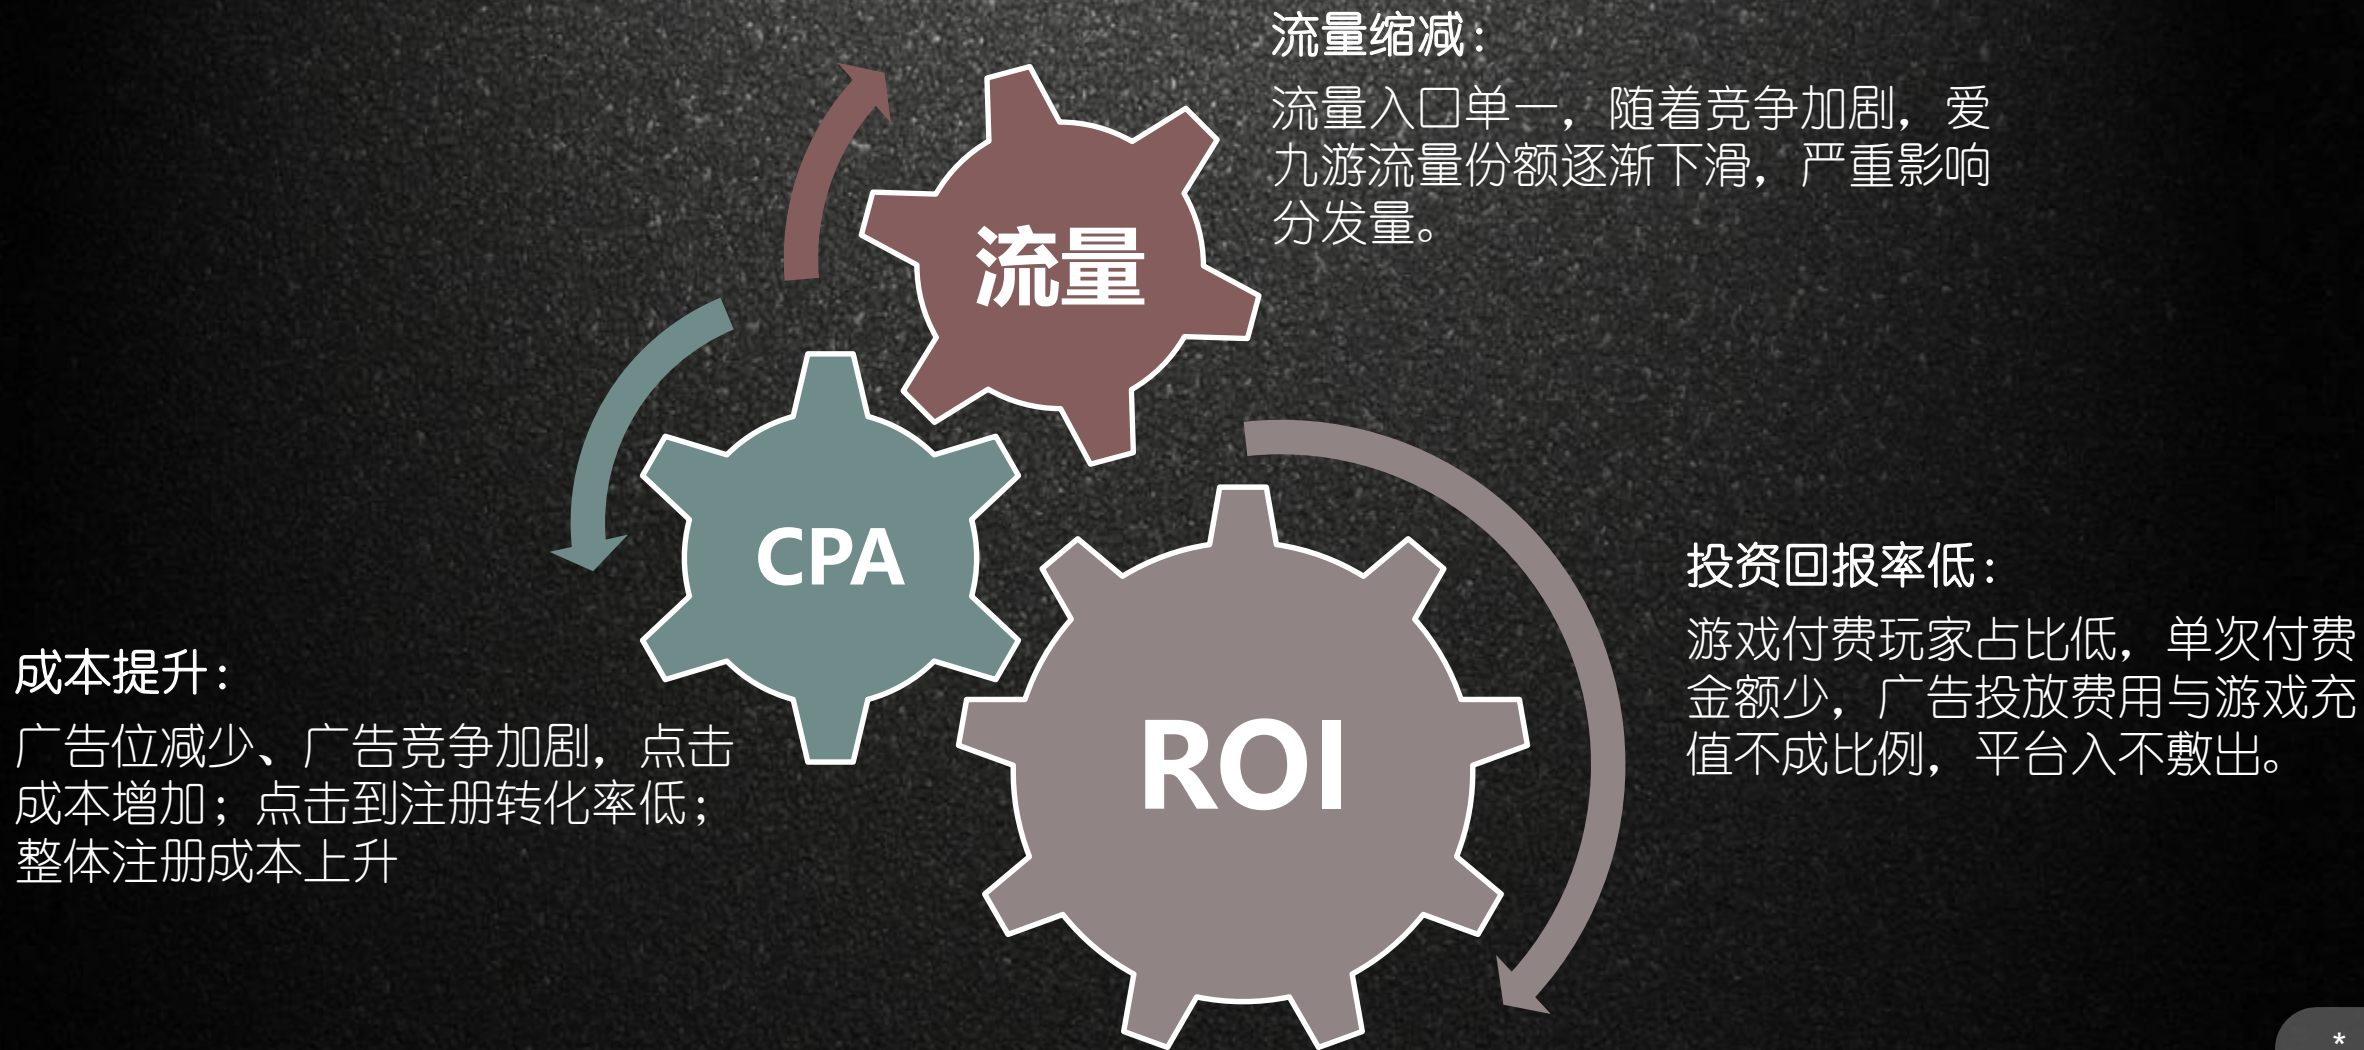 流量缩减：
流量入口单一，随着竞争加剧，爱
九游流量份额逐渐下滑，严重影响
分发量。
流量
CPA
ROI
成本提升：
广告位减少、广告竞争加剧，点击
成本增加；点击到注册转化率低；
整体注册成本上升
投资回报率低：
游戏付费玩家占比低，单次付费
金额少，广告投放费用与游戏充
值不成比例，平台入不敷出。
*